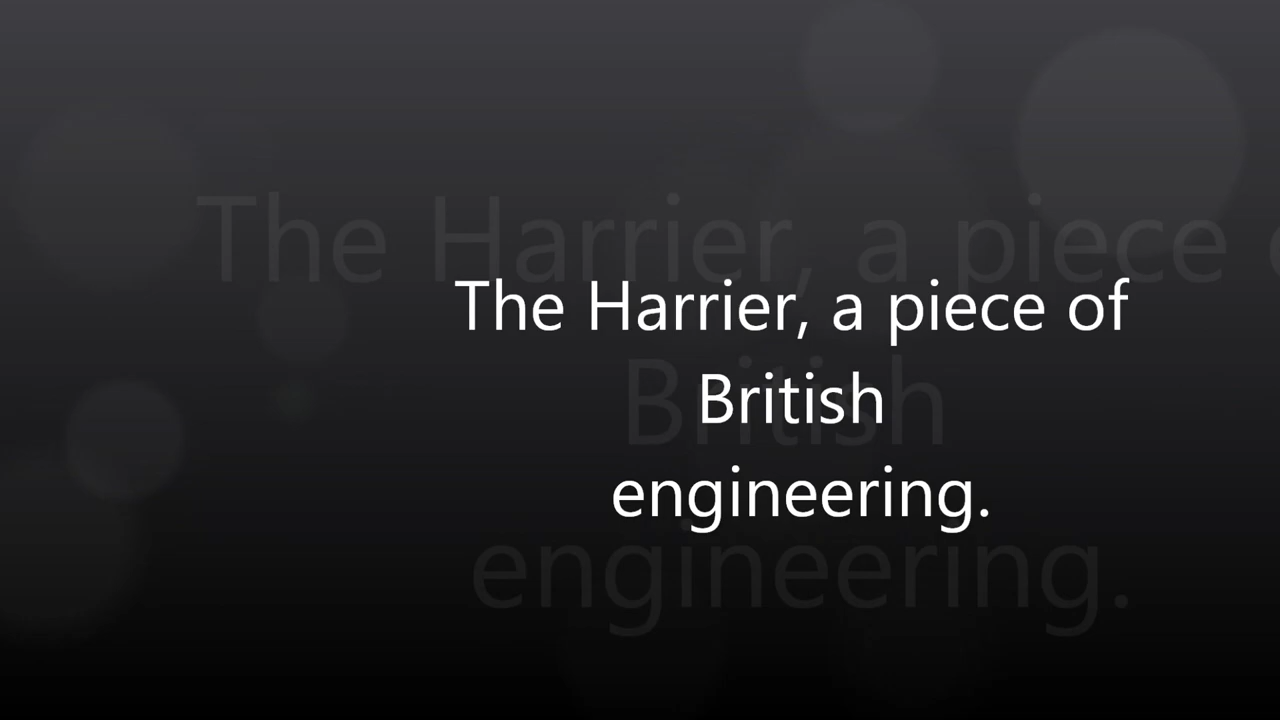 The Harrier, a piece of
British
engineering.